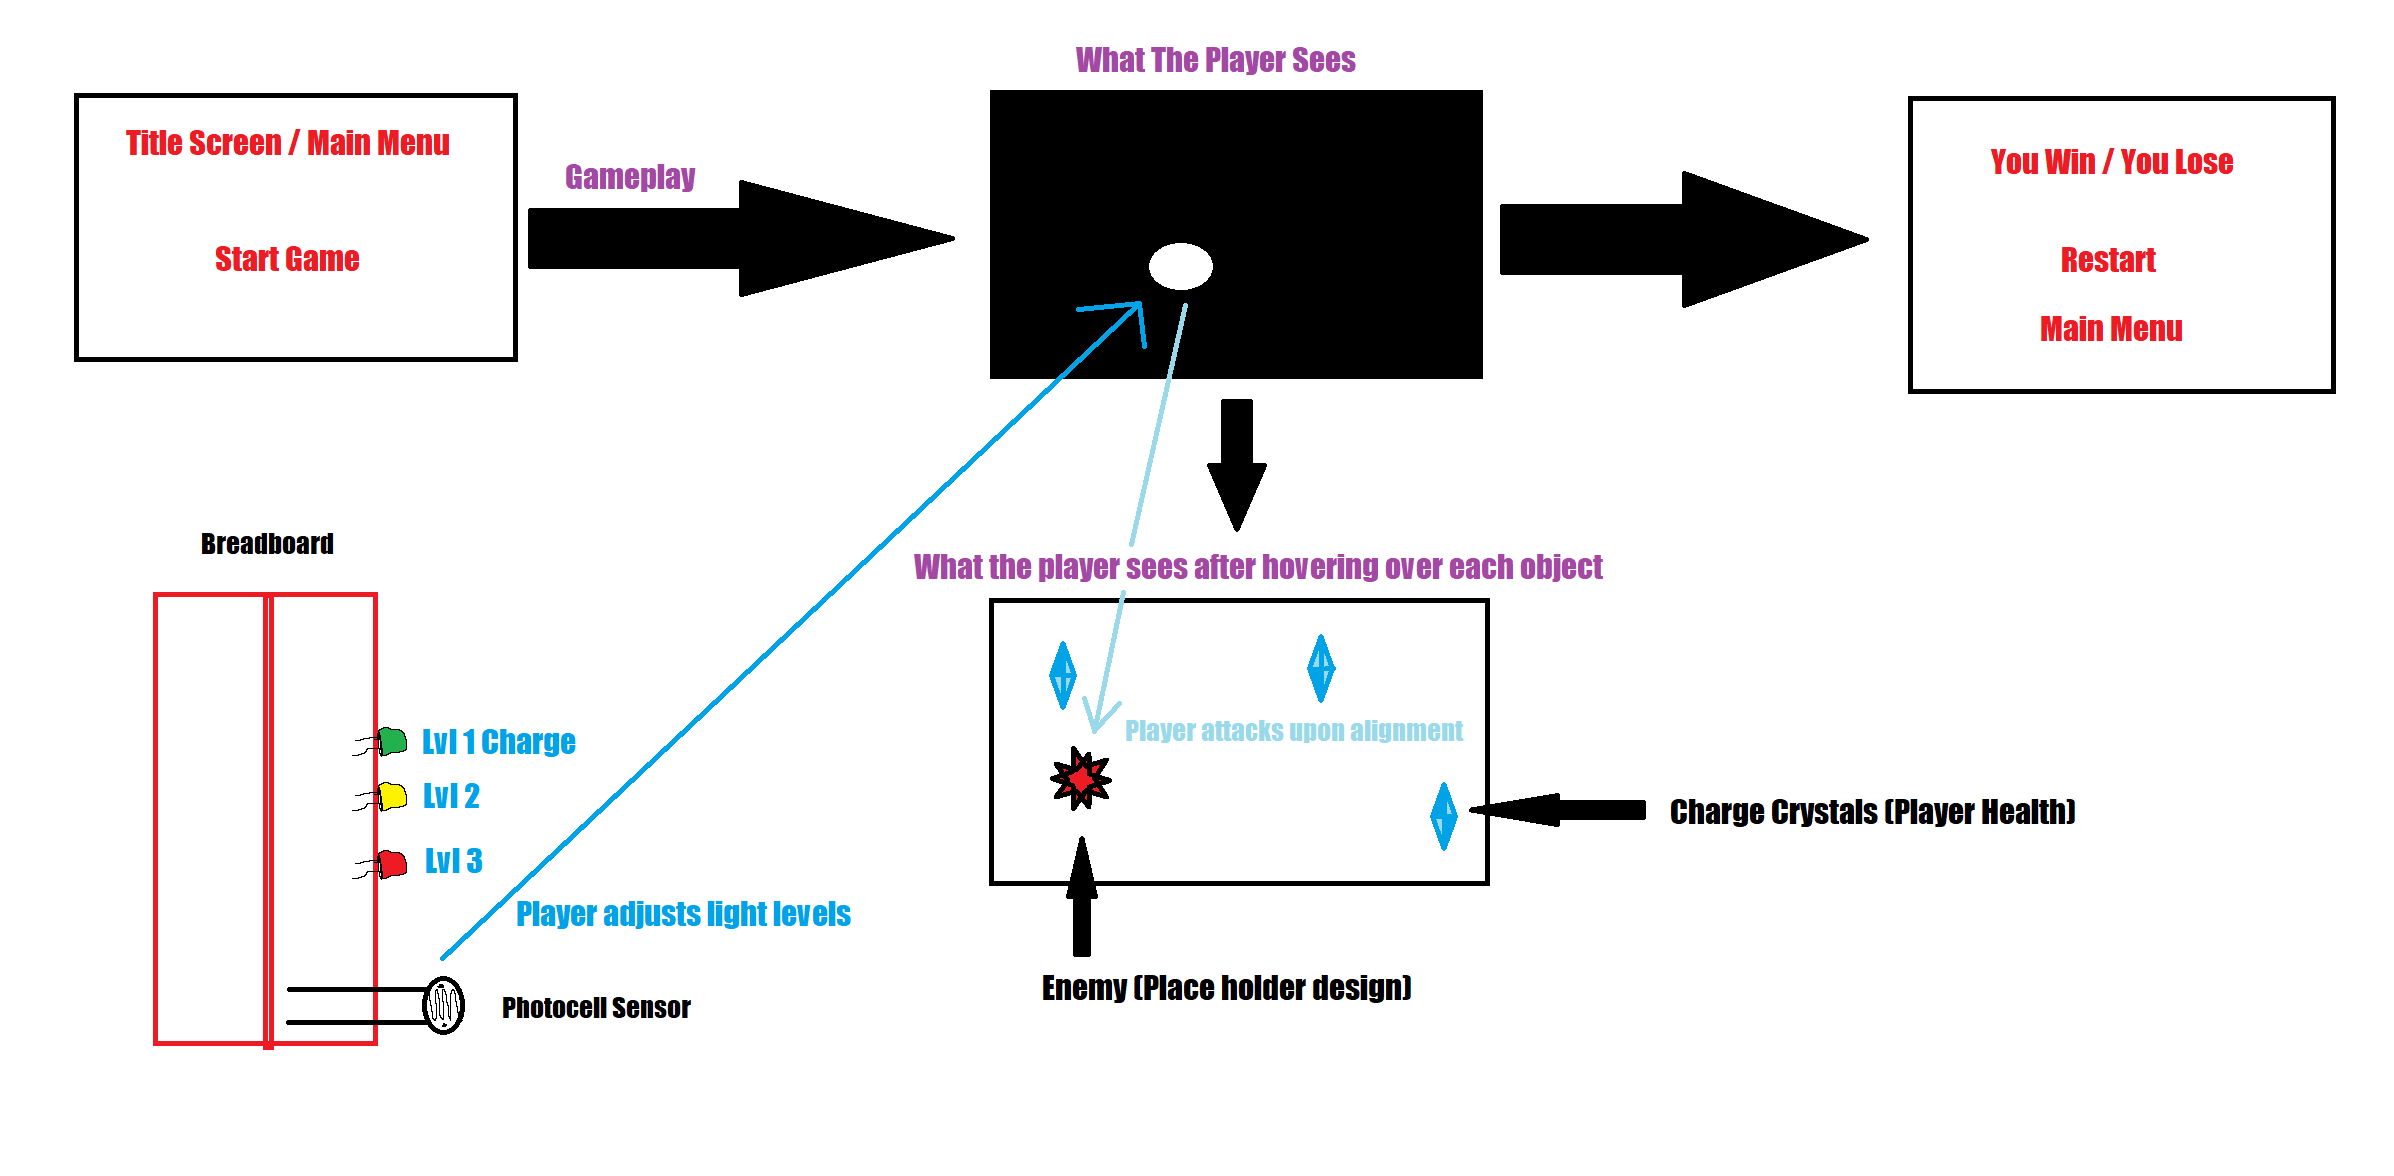 What The Player Sees
Title Screen / Main Menu
Start Game
Gameplay
You Win / You Lose
Restart
Main Menu
Breadboard
What the player sees after hovering over each object
Lvl 1 Charge
Lvl 2
Lvl 3
Player attacks upon alignment
Charge Crystals (Player Health)
Player adjusts light levels
Enemy (Place holder design)
Photocell Sensor